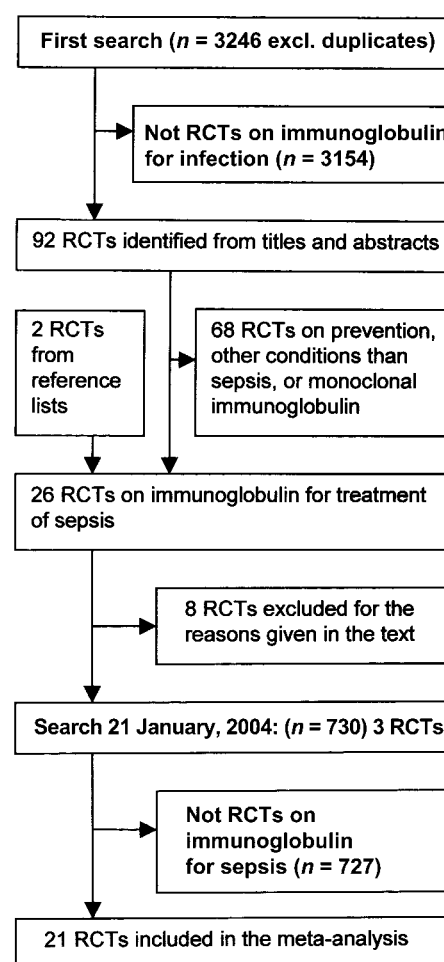 First search (n = 3246 excl. duplicates)
Not RCTs on immunoglobulin
for infection (n = 3154)
92 RCTs identified from titles and abstracts
2 RCTs
from
reference
lists
68 RCTs on prevention,
other conditions than
sepsis, or monoclonal
immunoglobulin
26 RCTs on immunoglobulin for treatment
of sepsis
8 RCTs excluded for the
reasons given in the text
Search 21 January, 2004: (n = 730) 3 RCTs
Not RCTs on
immunoglobulin
for sepsis (n = 727)
21 RCTs included in the meta-analysis